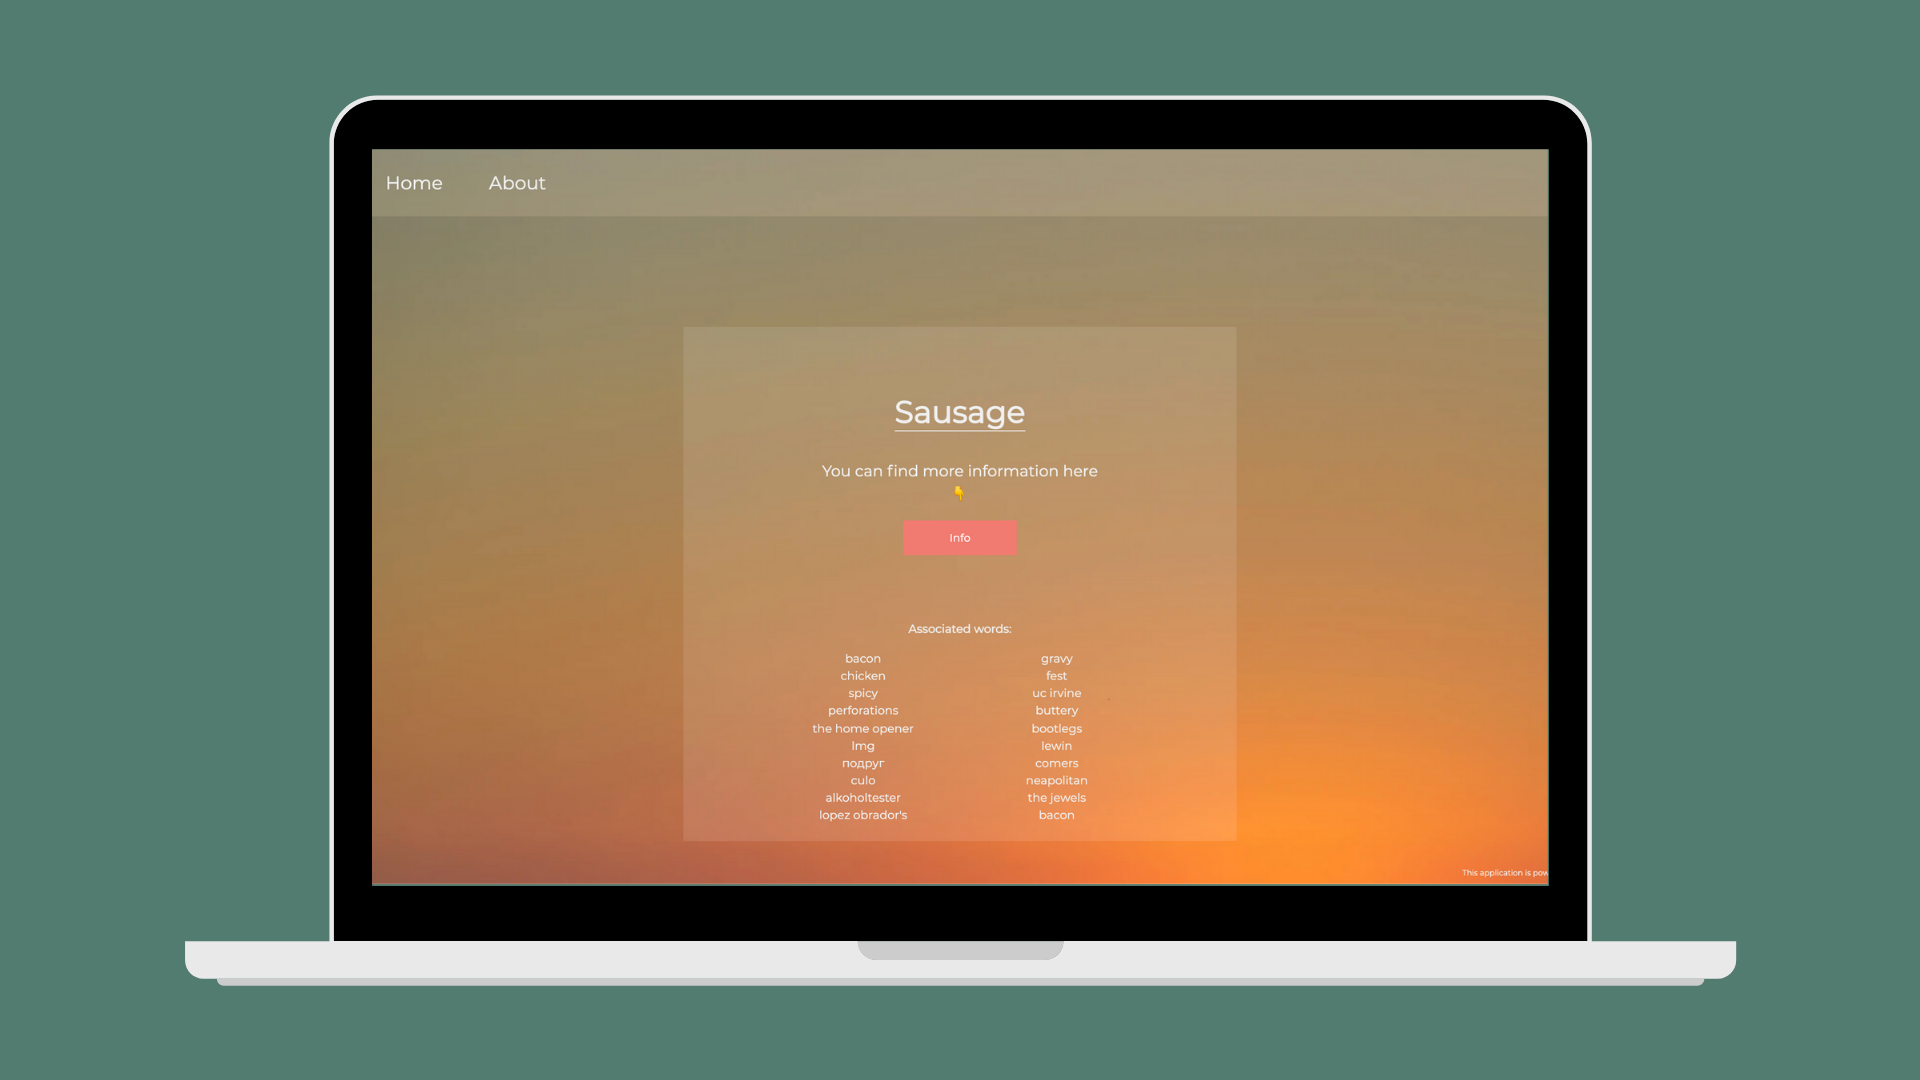 Home About
Sausage
You can find more information here
👇
Info
Associated words:
bacon
chicken
spicy
perforations
the home opener
lmg
подруг
culo
alkoholtester
lopez obrador's
gravy
fest
uc irvine
buttery
bootlegs
lewin
comers
neapolitan
the jewels
bacon
This application is pow